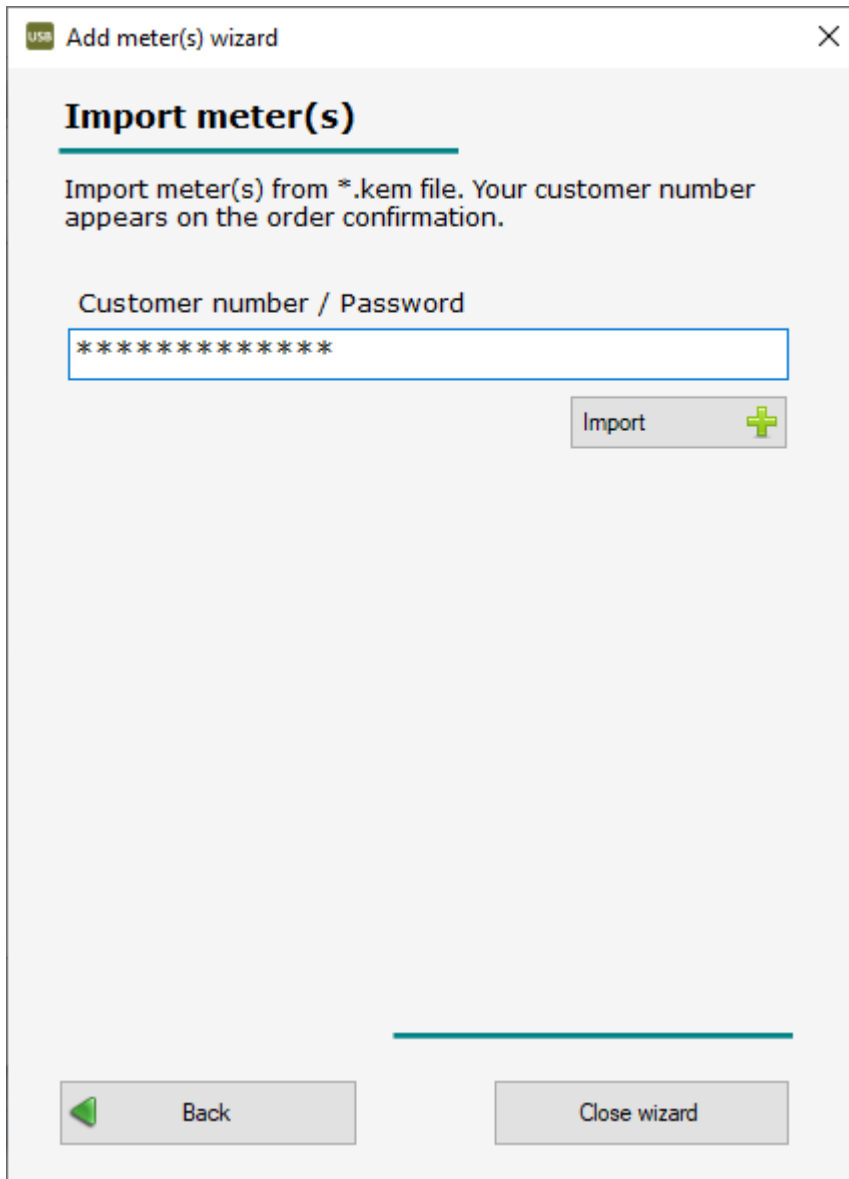 USB Add meter(s) wizard
Import meter(s)
Import meter(s) from *.kem file. Your customer number
appears on the order confirmation.
Customer number / Password
*************
Import
Back
Close wizard